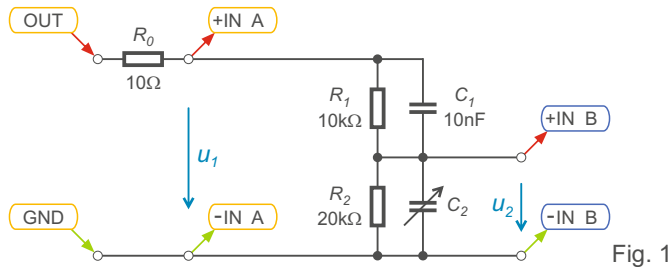 OUT
+IN A
R0
10Ω
R1
10kΩ
C1
10nF
+IN B
u1
R2
20kΩ
C2
u2
GND
-IN A
-IN B
Fig. 1